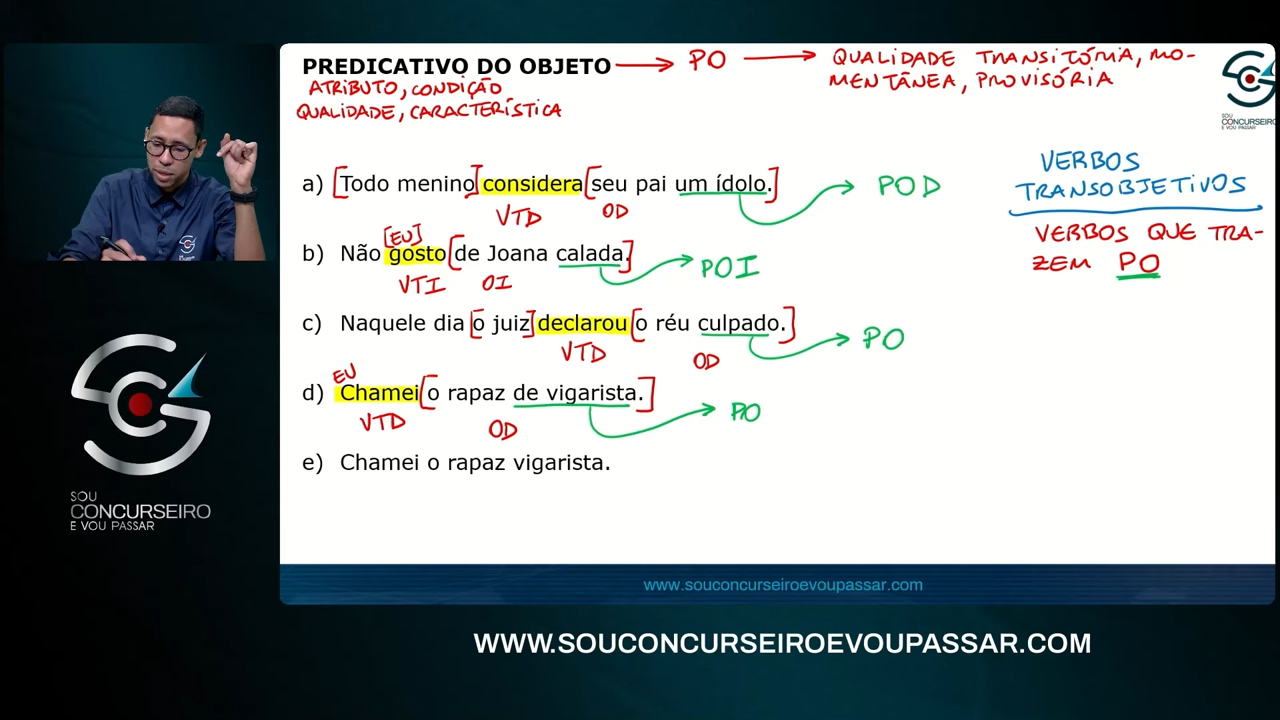 PREDICATIVO DO OBJETO → PO → QUALIDADE TRANSITÓRIA, MO-
MENTÂNEA, PROVISÓRIA
ATRIBUTO, CONDIÇÃO
QUALIDADE, CARACTERÍSTICA
SOU
CONCURSEIRO
E VOU PASSAR
VERBOS
TRANSOBJETIVOS
VERBOS QUE TRA-
ZEM PO
a) [Todo menino] considera [seu pai um ídolo.] → POD
VTD OD
[EU]
b) Não gosto [de Joana calada.] → POI
VTI OI
c) Naquele dia [o juiz] declarou [o réu culpado.] → PO
VTD OD
EU
d) Chamei [o rapaz de vigarista.] → PO
VTD OD
e) Chamei o rapaz vigarista.
SOU
CONCURSEIRO
E VOU PASSAR
www.souconcurseiroevoupassar.com
WWW.SOUCONCURSEIROEVOUPASSAR.COM